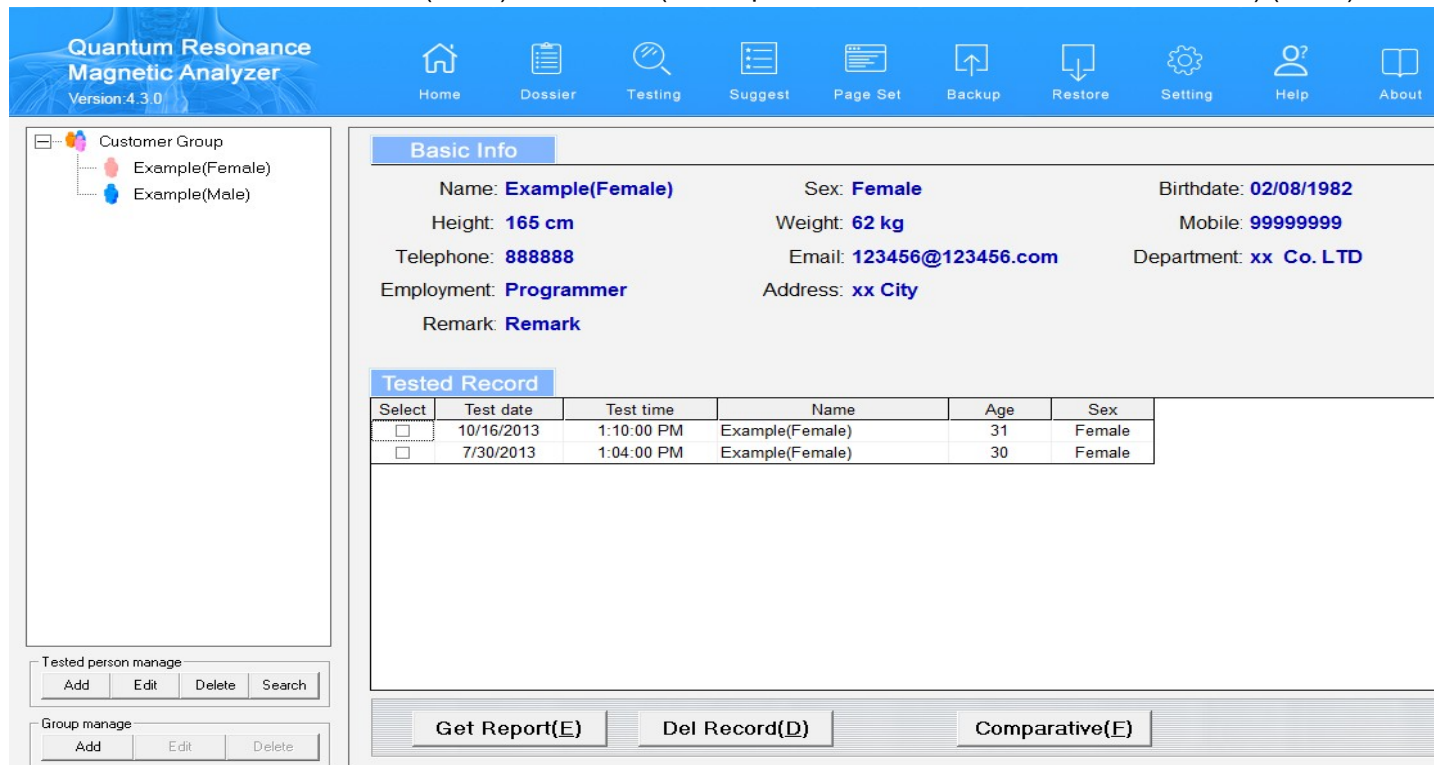 Quantum Resonance
Magnetic Analyzer
Version:4.3.0
Home Dossier Testing Suggest Page Set Backup Restore Setting Help About
Customer Group
Example(Female)
Example(Male)
Basic Info
Name: Example(Female) Sex: Female Birthdate: 02/08/1982
Height: 165 cm Weight: 62 kg Mobile: 99999999
Telephone: 888888 Email: 123456@123456.com Department: xx Co. LTD
Employment: Programmer Address: xx City
Remark: Remark
Tested Record
Select Test date Test time Name Age Sex
10/16/2013 1:10:00 PM Example(Female) 31 Female
7/30/2013 1:04:00 PM Example(Female) 30 Female
Tested person manage
Add Edit Delete Search
Group manage
Add Edit Delete
Get Report(E) Del Record(D) Comparative(F)